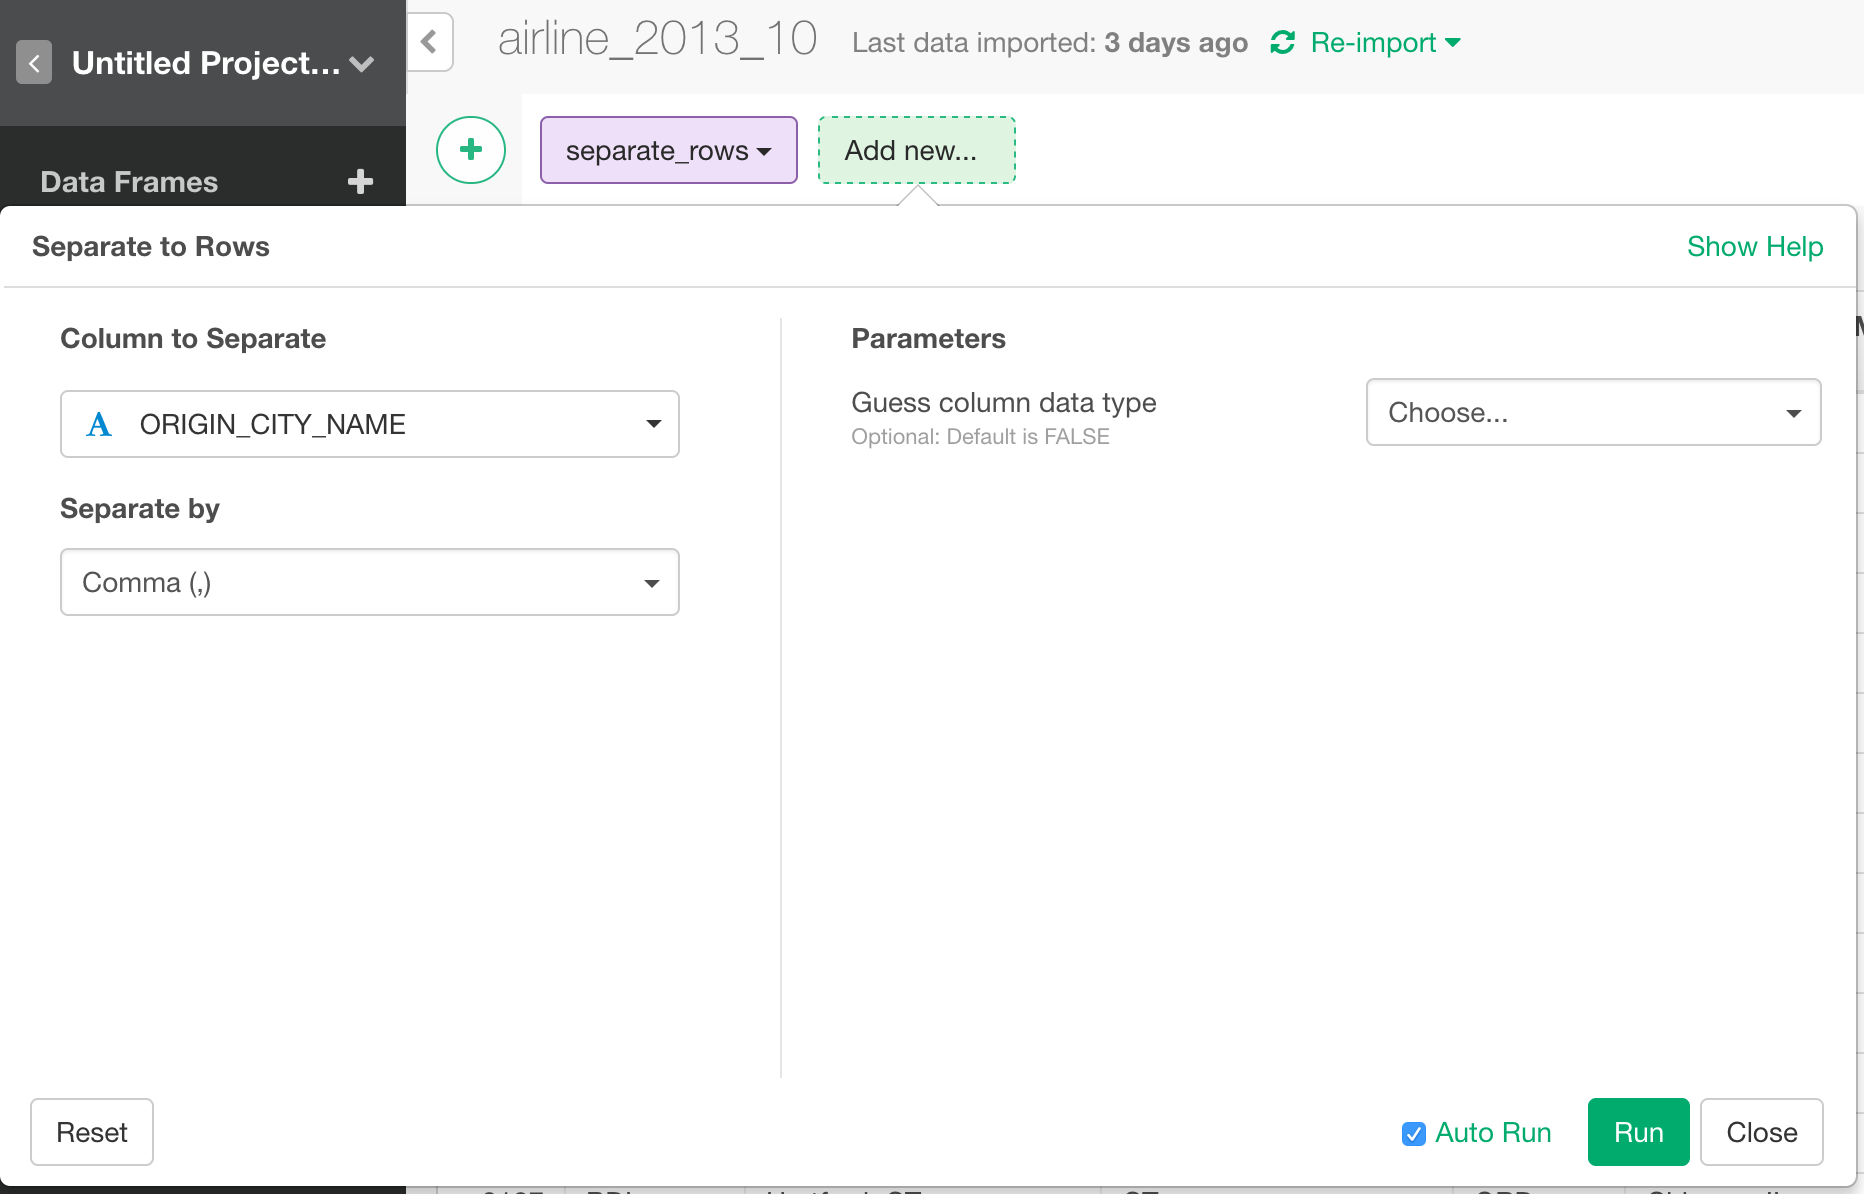 Untitled Project...
airline_2013_10 Last data imported: 3 days ago Re-import
Data Frames
separate_rows
Add new...
Separate to Rows
Show Help
Column to Separate
ORIGIN_CITY_NAME
Separate by
Comma (,)
Parameters
Guess column data type
Optional: Default is FALSE
Choose...
Reset
Auto Run
Run
Close